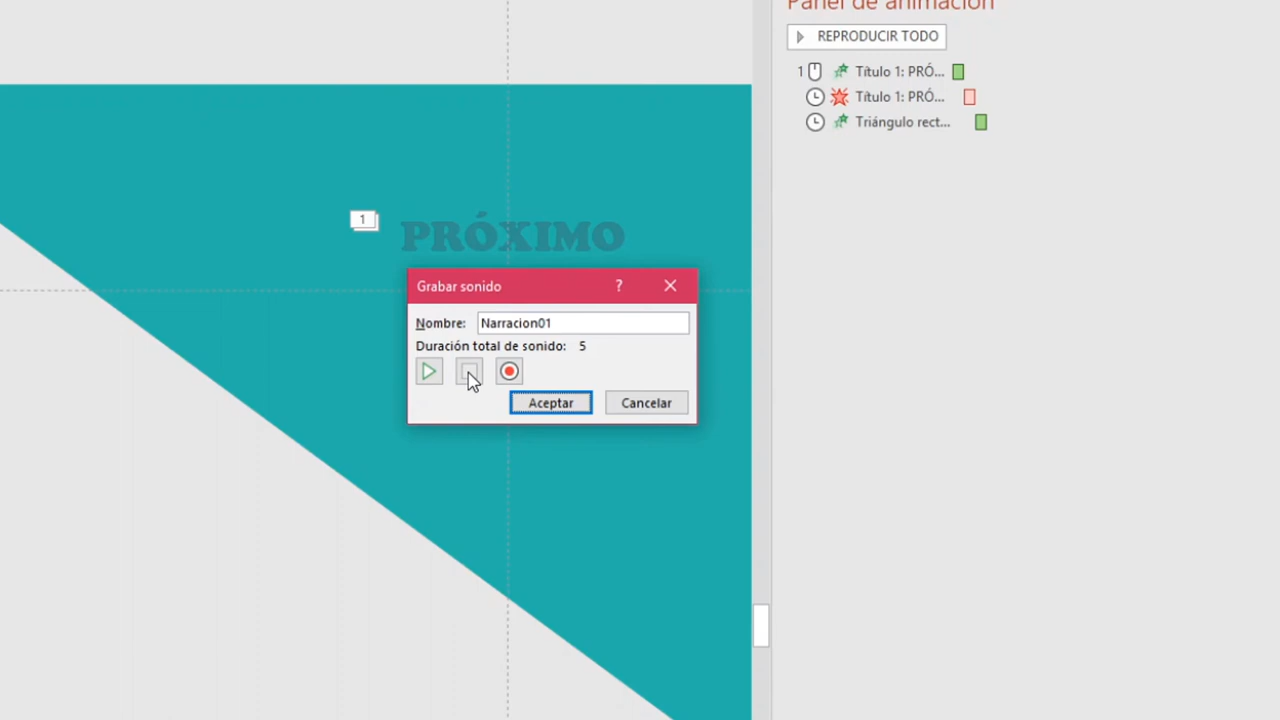 Panel de animación
REPRODUCIR TODO
1 Título 1: PRÓ...
Título 1: PRÓ...
Triángulo rect...
1
PRÓXIMO
Grabar sonido ?
Nombre: Narracion01
Duración total de sonido: 5
Aceptar Cancelar